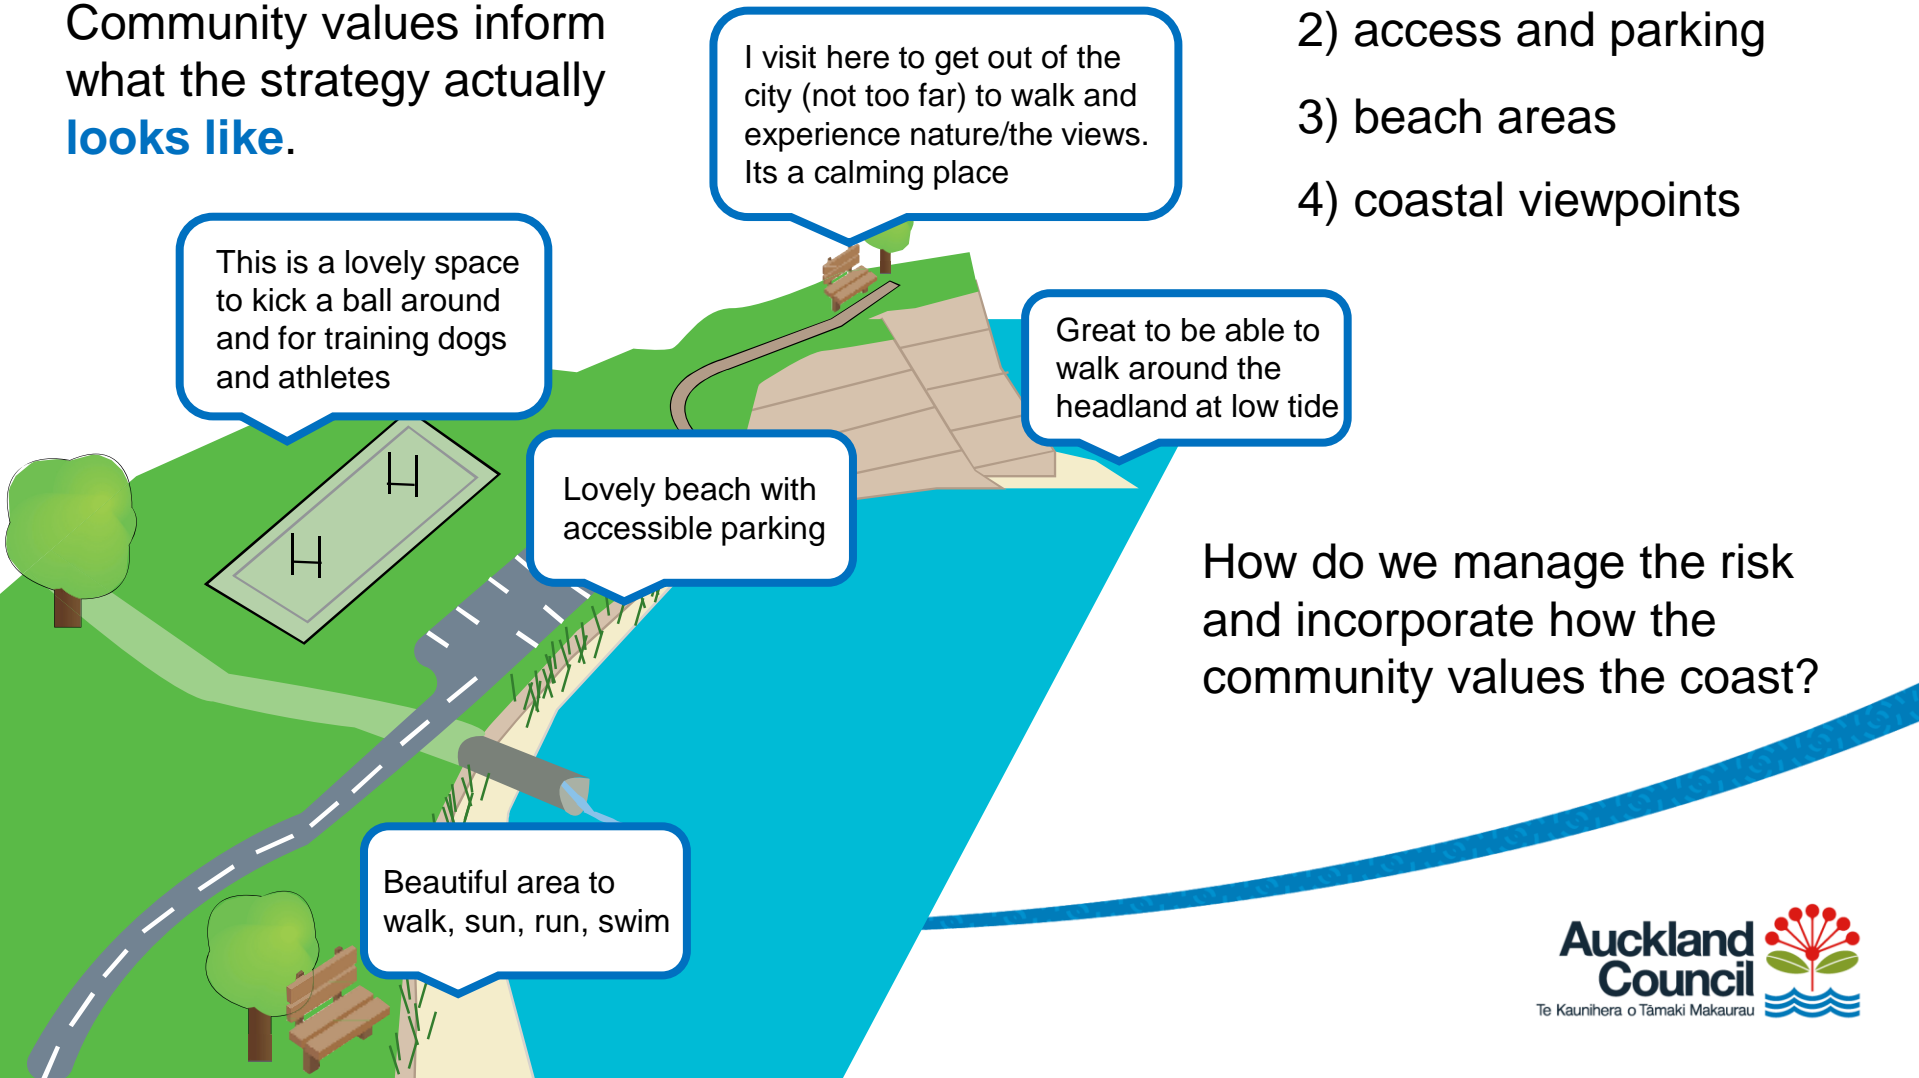 Community values inform
what the strategy actually
looks like.
I visit here to get out of the
city (not too far) to walk and
experience nature/the views.
Its a calming place
2) access and parking
3) beach areas
4) coastal viewpoints
This is a lovely space
to kick a ball around
and for training dogs
and athletes
Great to be able to
walk around the
headland at low tide
Lovely beach with
accessible parking
How do we manage the risk
and incorporate how the
community values the coast?
Beautiful area to
walk, sun, run, swim
Auckland
Council
Te Kaunihera o Tāmaki Makaurau